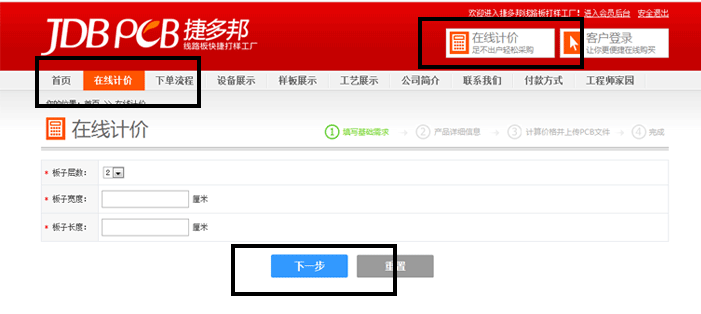 欢迎进入捷多邦线路板打样工厂! 进入会员后台 安全退出
JDB PCB 捷多邦
线路板快捷打样工厂
在线计价
足不出户轻松采购
客户登录
让你更便捷在线购买
首页 在线计价 下单流程 设备展示 样板展示 工艺展示 公司简介 联系我们 付款方式 工程师家园
你的位置: 首页 >> 在线计价
在线计价
1 填写基础需求 2 产品详细信息 3 计算价格并上传PCB文件 4 完成
* 板子层数: 2
* 板子宽度: 厘米
* 板子长度: 厘米
下一步 重置